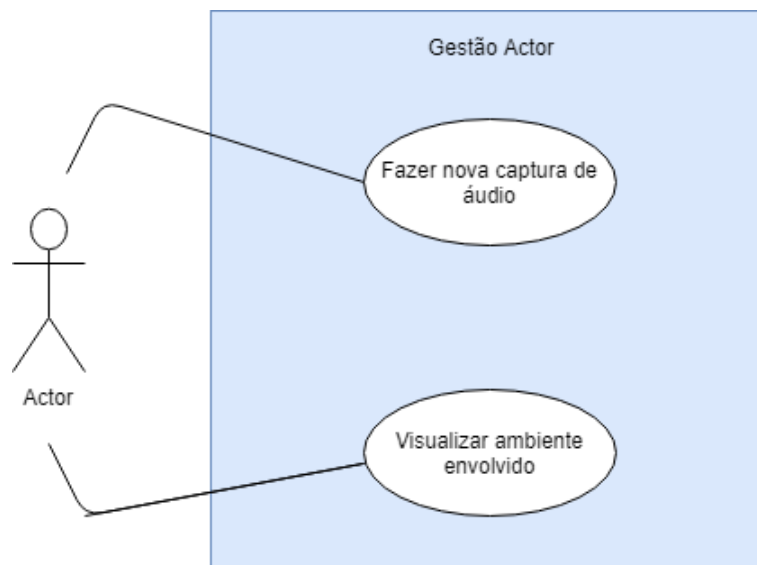 Gestão Actor
Fazer nova captura de
áudio
Actor
Visualizar ambiente
envolvido